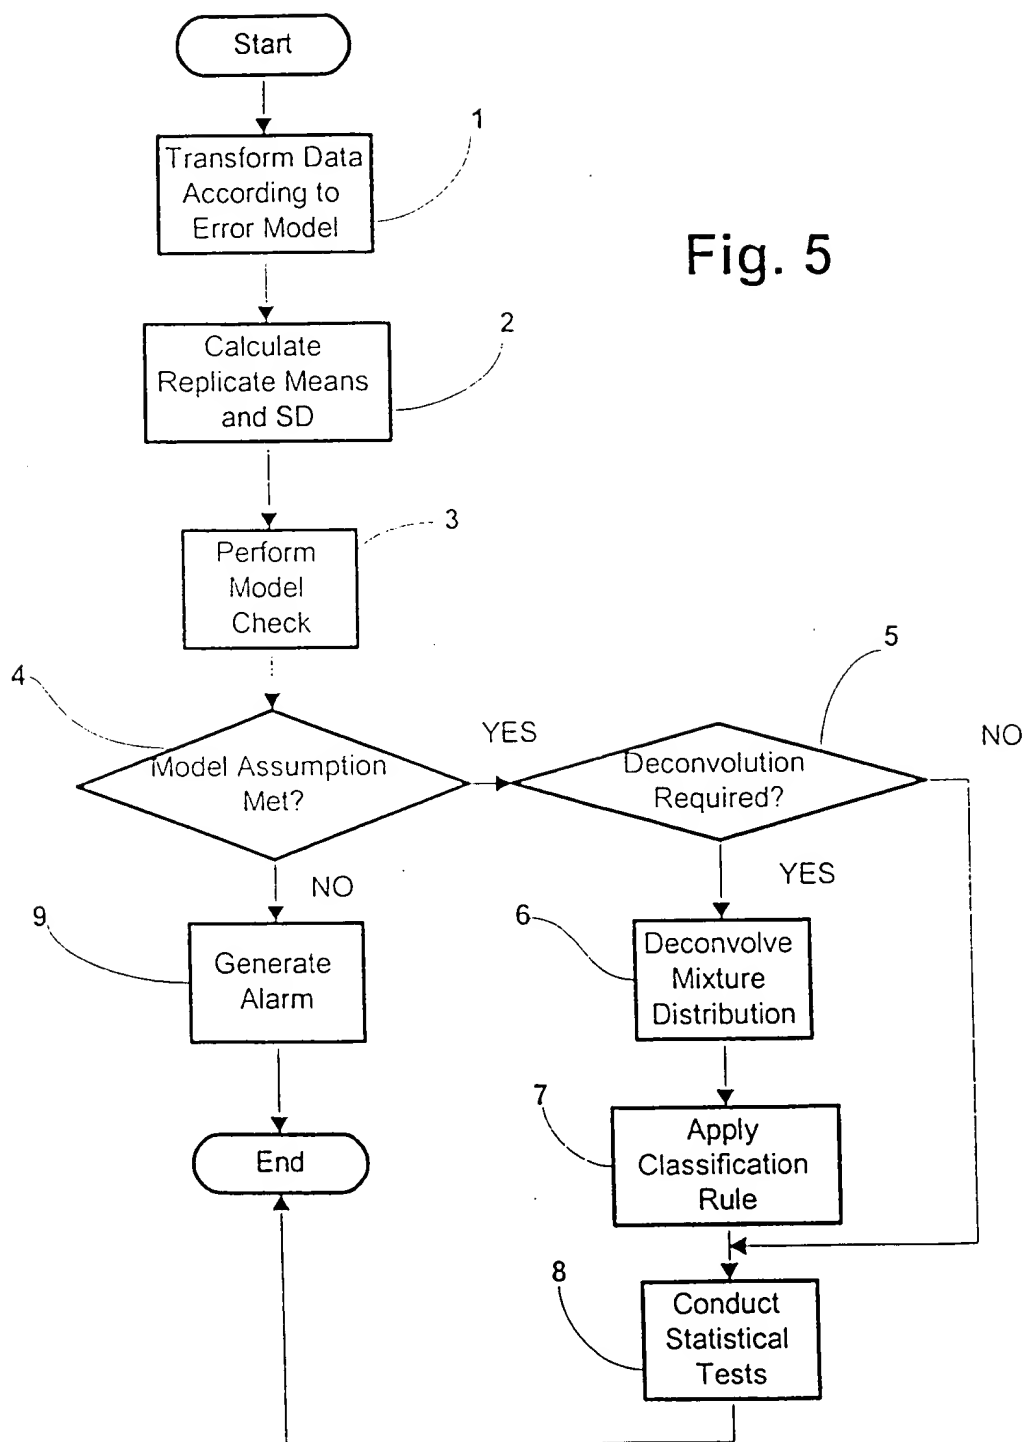 Start
1
Transform Data
According to
Error Model
Fig. 5
2
Calculate
Replicate Means
and SD
3
Perform
Model
Check
4
Model Assumption
Met?
YES
5
Deconvolution
Required?
NO
NO
YES
9
Generate
Alarm
6
Deconvolve
Mixture
Distribution
7
Apply
Classification
Rule
End
8
Conduct
Statistical
Tests